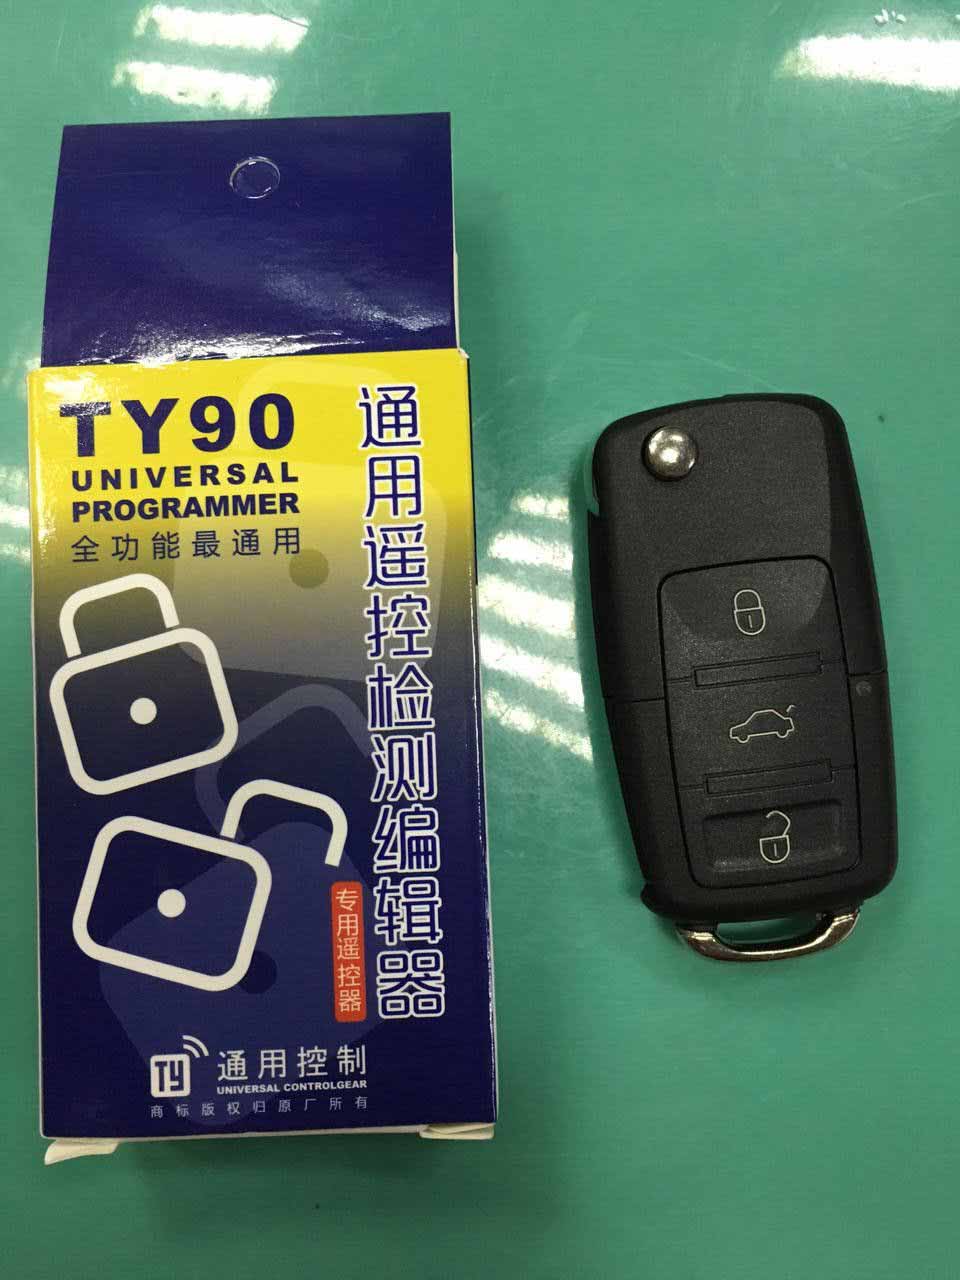 TY90
UNIVERSAL
PROGRAMMER
全功能最通用
通用遥控检测编辑器
专用遥控器
TY
通用控制
UNIVERSAL CONTROLGEAR
商标版权归原厂所有